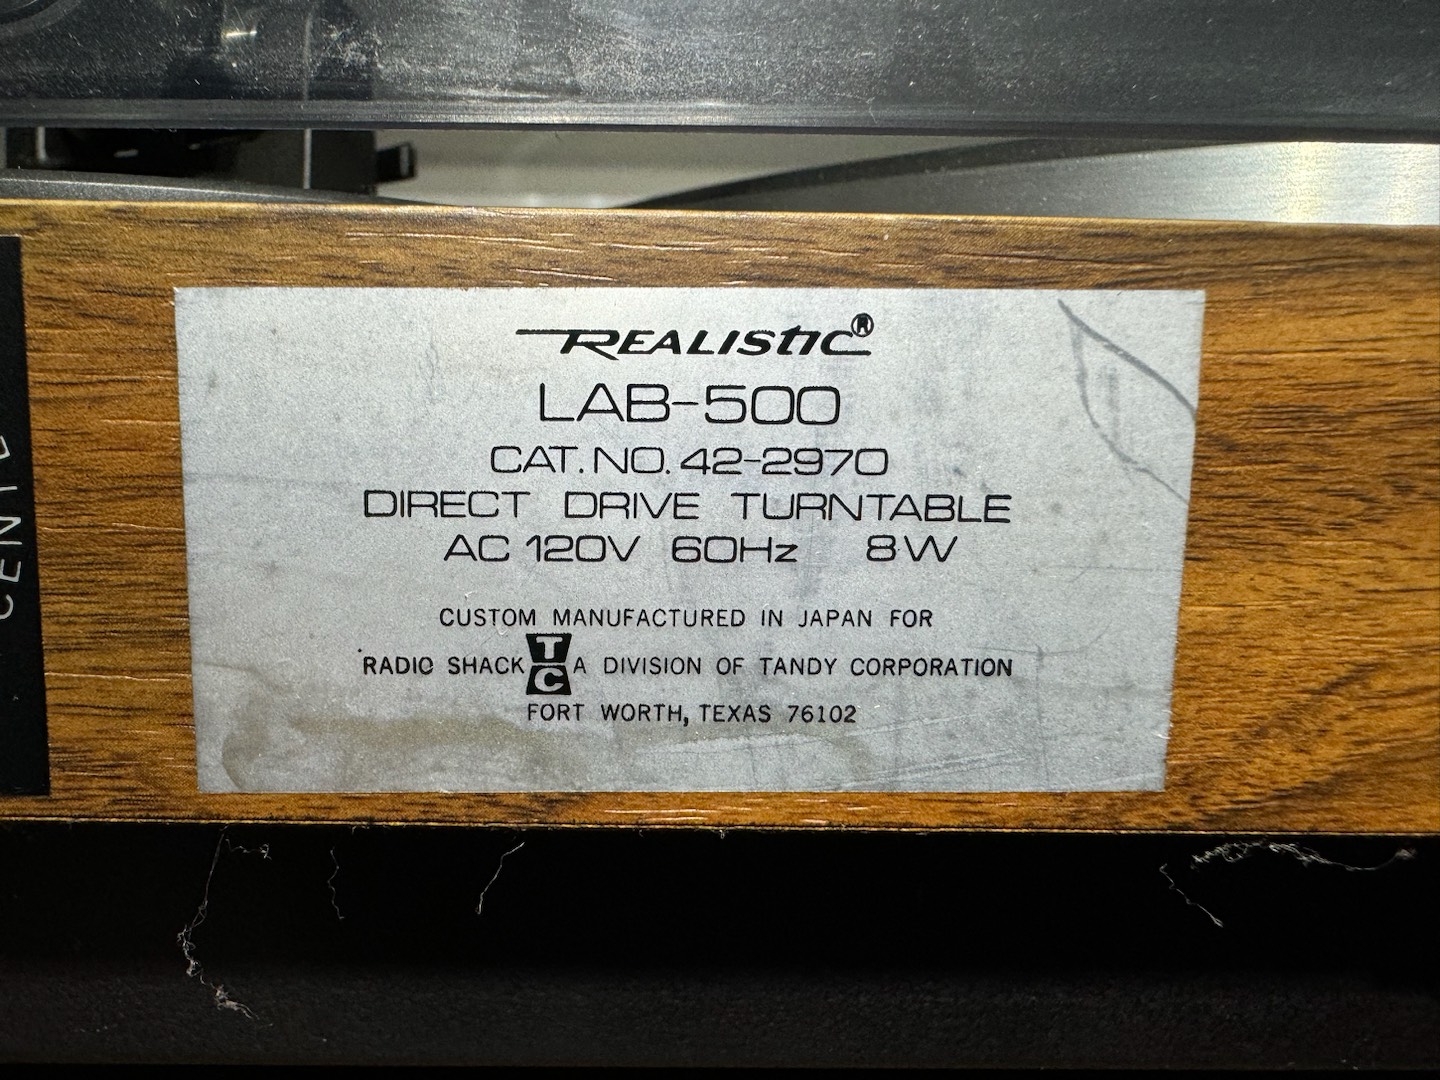 REALISTIC®
LAB-500
CAT. NO. 42-2970
DIRECT DRIVE TURNTABLE
AC 120V 60Hz 8W
CUSTOM MANUFACTURED IN JAPAN FOR
RADIO SHACK TC A DIVISION OF TANDY CORPORATION
FORT WORTH, TEXAS 76102